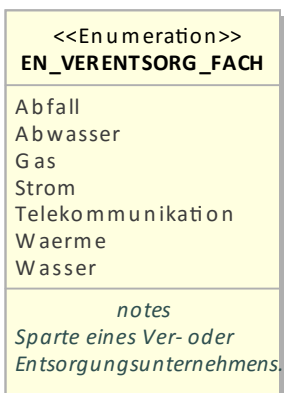 <<Enumeration>>
EN_VERENTSORG_FACH
Abfall
Abwasser
Gas
Strom
Telekommunikation
Waerme
Wasser
notes
Sparte eines Ver- oder
Entsorgungsunternehmens.